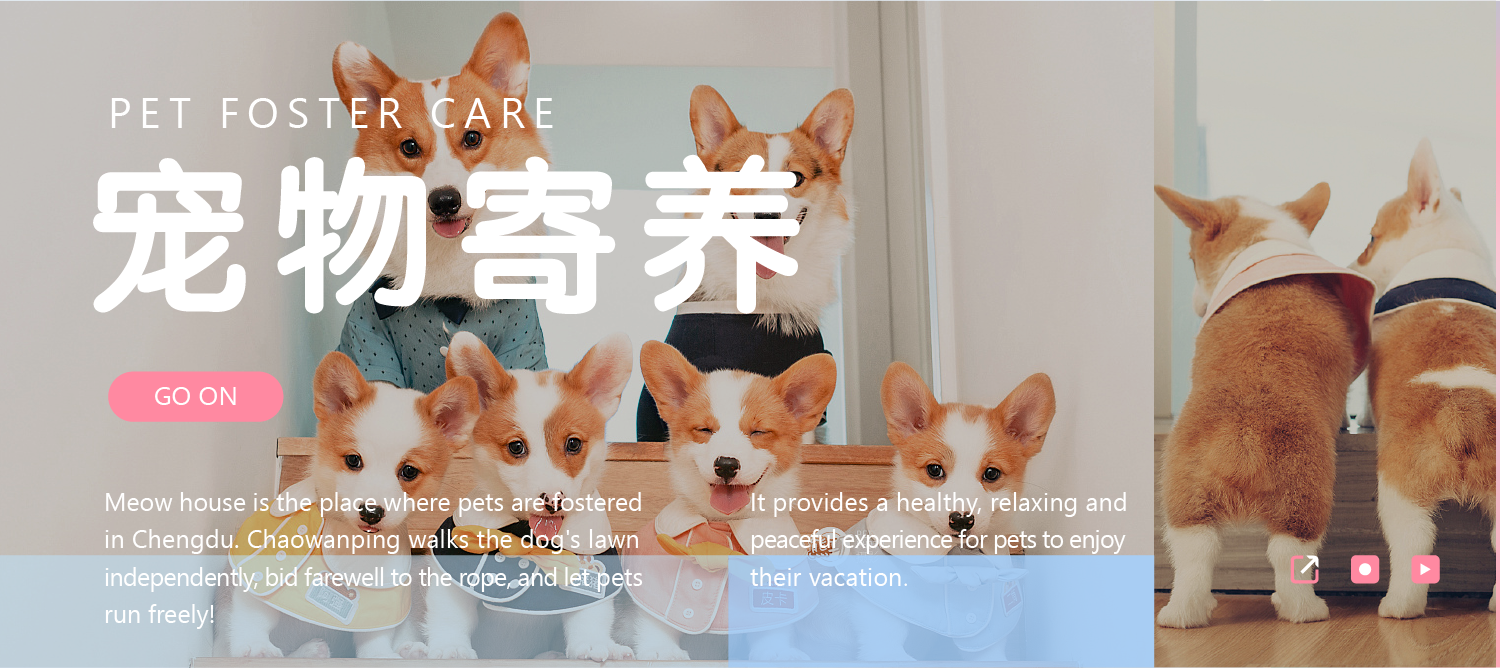 PET FOSTER CARE
宠物寄养
GO ON
Meow house is the place where pets are fostered
in Chengdu. Chaowanping walks the dog's lawn
independently, bid farewell to the rope, and let pets
run freely!
It provides a healthy, relaxing and
peaceful experience for pets to enjoy
their vacation.
皮卡